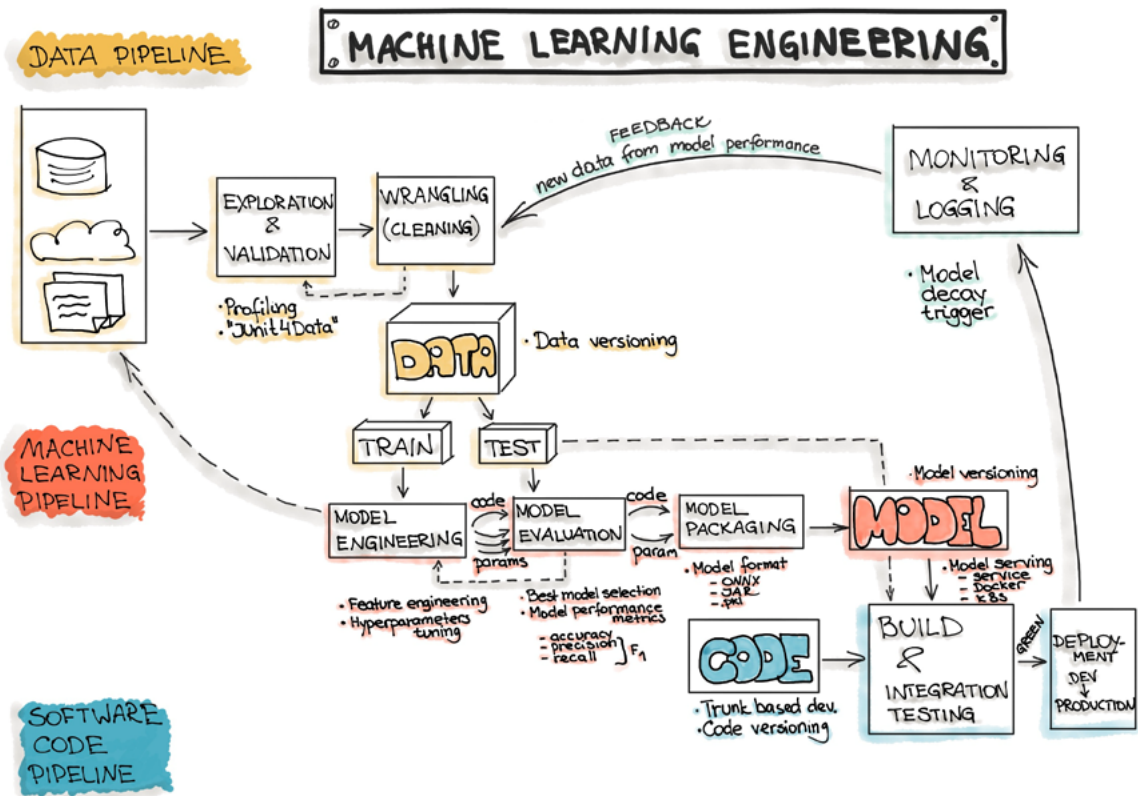 DATA PIPELINE
MACHINE LEARNING ENGINEERING
FEEDBACK
new data from model performance
MONITORING
&
LOGGING
EXPLORATION
&
VALIDATION
WRANGLING
(CLEANING)
• Profiling
• "JUnit4Data"
• Model
decay
trigger
DATA
• Data versioning
TRAIN
TEST
MACHINE
LEARNING
PIPELINE
MODEL
ENGINEERING
code
params
MODEL
EVALUATION
code
param
MODEL
PACKAGING
• Model versioning
MODEL
• Feature engineering
• Hyperparameters
tuning
• Best model selection
• Model performance
metrics
- accuracy
- precision
- recall
F1
• Model format
- ONNX
- JAR
- .pkl
• Model serving
- service
- Docker
- K8s
CODE
• Trunk based dev.
• Code versioning
BUILD
&
INTEGRATION
TESTING
GREEN
DEPLOY-
MENT
DEV
PRODUCTION
SOFTWARE
CODE
PIPELINE